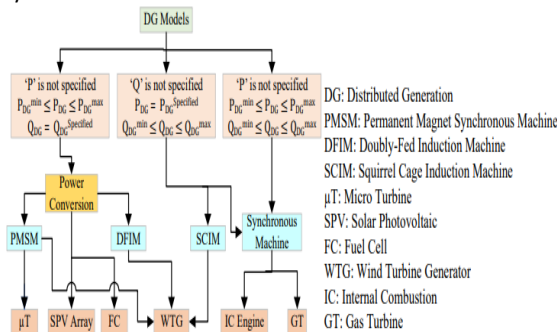 DG Models
'P' is not specified
P_DG^min ≤ P_DG ≤ P_DG^max
Q_DG = Q_DG^Specified
'Q' is not specified
P_DG = P_DG^Specified
Q_DG^min ≤ Q_DG ≤ Q_DG^max
'P' is not specified
P_DG^min ≤ P_DG ≤ P_DG^max
Q_DG^min ≤ Q_DG ≤ Q_DG^max
Power
Conversion
PMSM
DFIM
SCIM
Synchronous
Machine
μT
SPV Array
FC
WTG
IC Engine
GT
DG: Distributed Generation
PMSM: Permanent Magnet Synchronous Machine
DFIM: Doubly-Fed Induction Machine
SCIM: Squirrel Cage Induction Machine
μT: Micro Turbine
SPV: Solar Photovoltaic
FC: Fuel Cell
WTG: Wind Turbine Generator
IC: Internal Combustion
GT: Gas Turbine